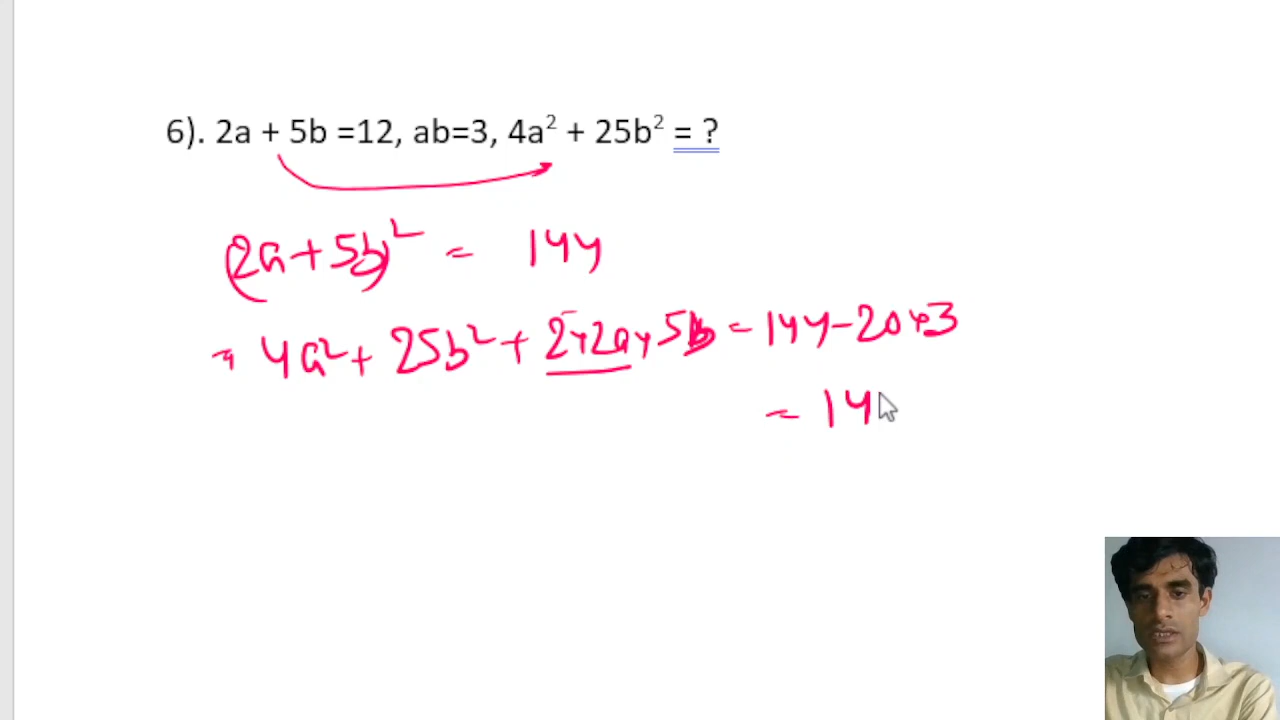 6). 2a + 5b =12, ab=3, 4a² + 25b² = ?
(2a+5b)² = 144
⇒ 4a² + 25b² + 2×2a×5b = 144-20×3
= 14